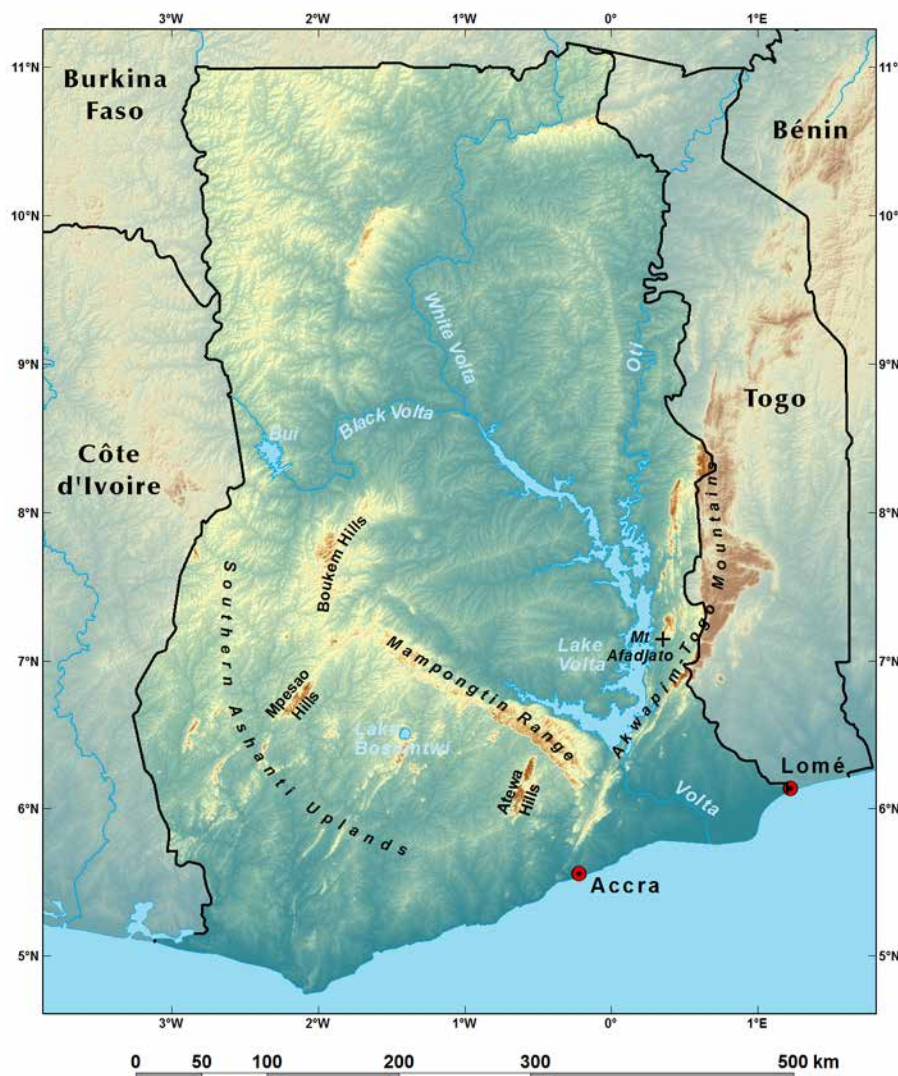 3°W 2°W 1°W 0° 1°E
11°N
Burkina
Faso
Bénin
10°N
White Volta
Oti
9°N
Togo
Black Volta
Bui
Côte
d'Ivoire
8°N
Boukem Hills
Akwapim-Togo Mountains
Southern Ashanti Uplands
Mt
Afadjato
Lake
Volta
7°N
Mampongtin Range
Mpesao
Hills
Lake
Bosumtwi
Atewa
Hills
Lomé
Volta
6°N
Accra
5°N
3°W 2°W 1°W 0° 1°E
0 50 100 200 300 500 km
11°N
10°N
9°N
8°N
7°N
6°N
5°N